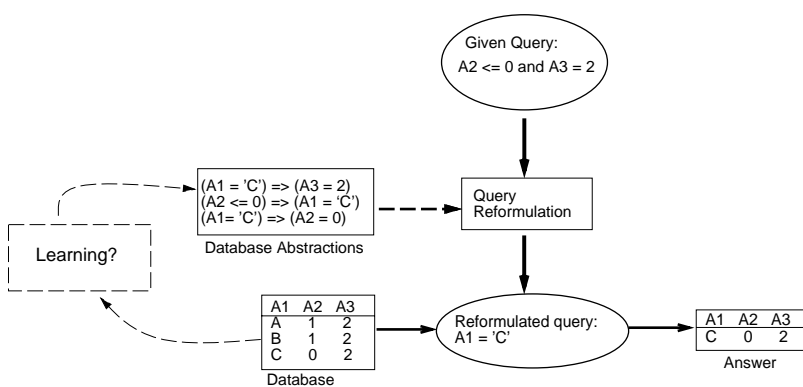 Given Query:
A2 <= 0 and A3 = 2
(A1 = 'C') => (A3 = 2)
(A2 <= 0) => (A1 = 'C')
(A1= 'C') => (A2 = 0)
Database Abstractions
Query
Reformulation
Learning?
A1 A2 A3
A 1 2
B 1 2
C 0 2
Database
Reformulated query:
A1 = 'C'
A1 A2 A3
C 0 2
Answer